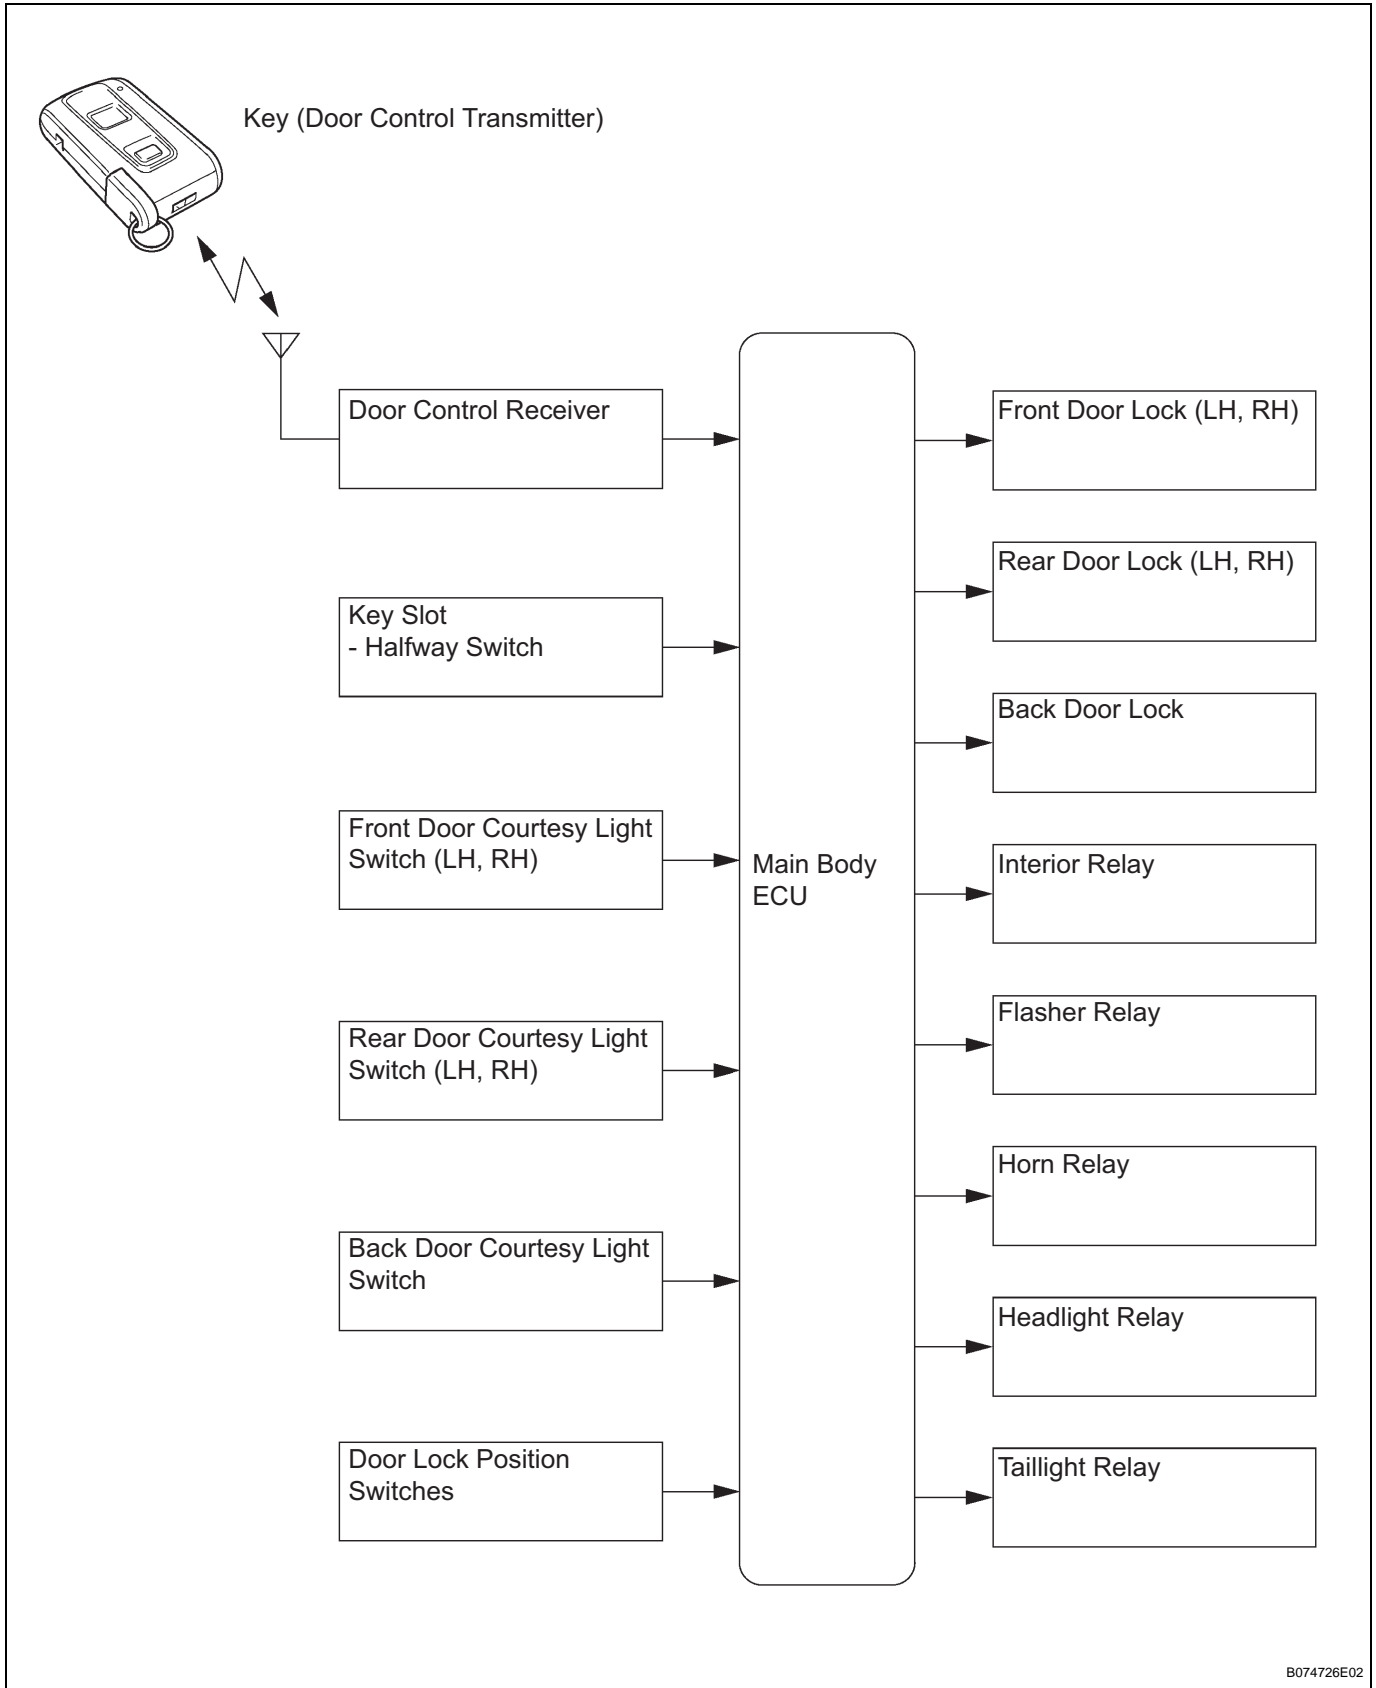 Key (Door Control Transmitter)
Door Control Receiver
Key Slot
- Halfway Switch
Front Door Courtesy Light
Switch (LH, RH)
Rear Door Courtesy Light
Switch (LH, RH)
Back Door Courtesy Light
Switch
Door Lock Position
Switches
Main Body
ECU
Front Door Lock (LH, RH)
Rear Door Lock (LH, RH)
Back Door Lock
Interior Relay
Flasher Relay
Horn Relay
Headlight Relay
Taillight Relay
B074726E02